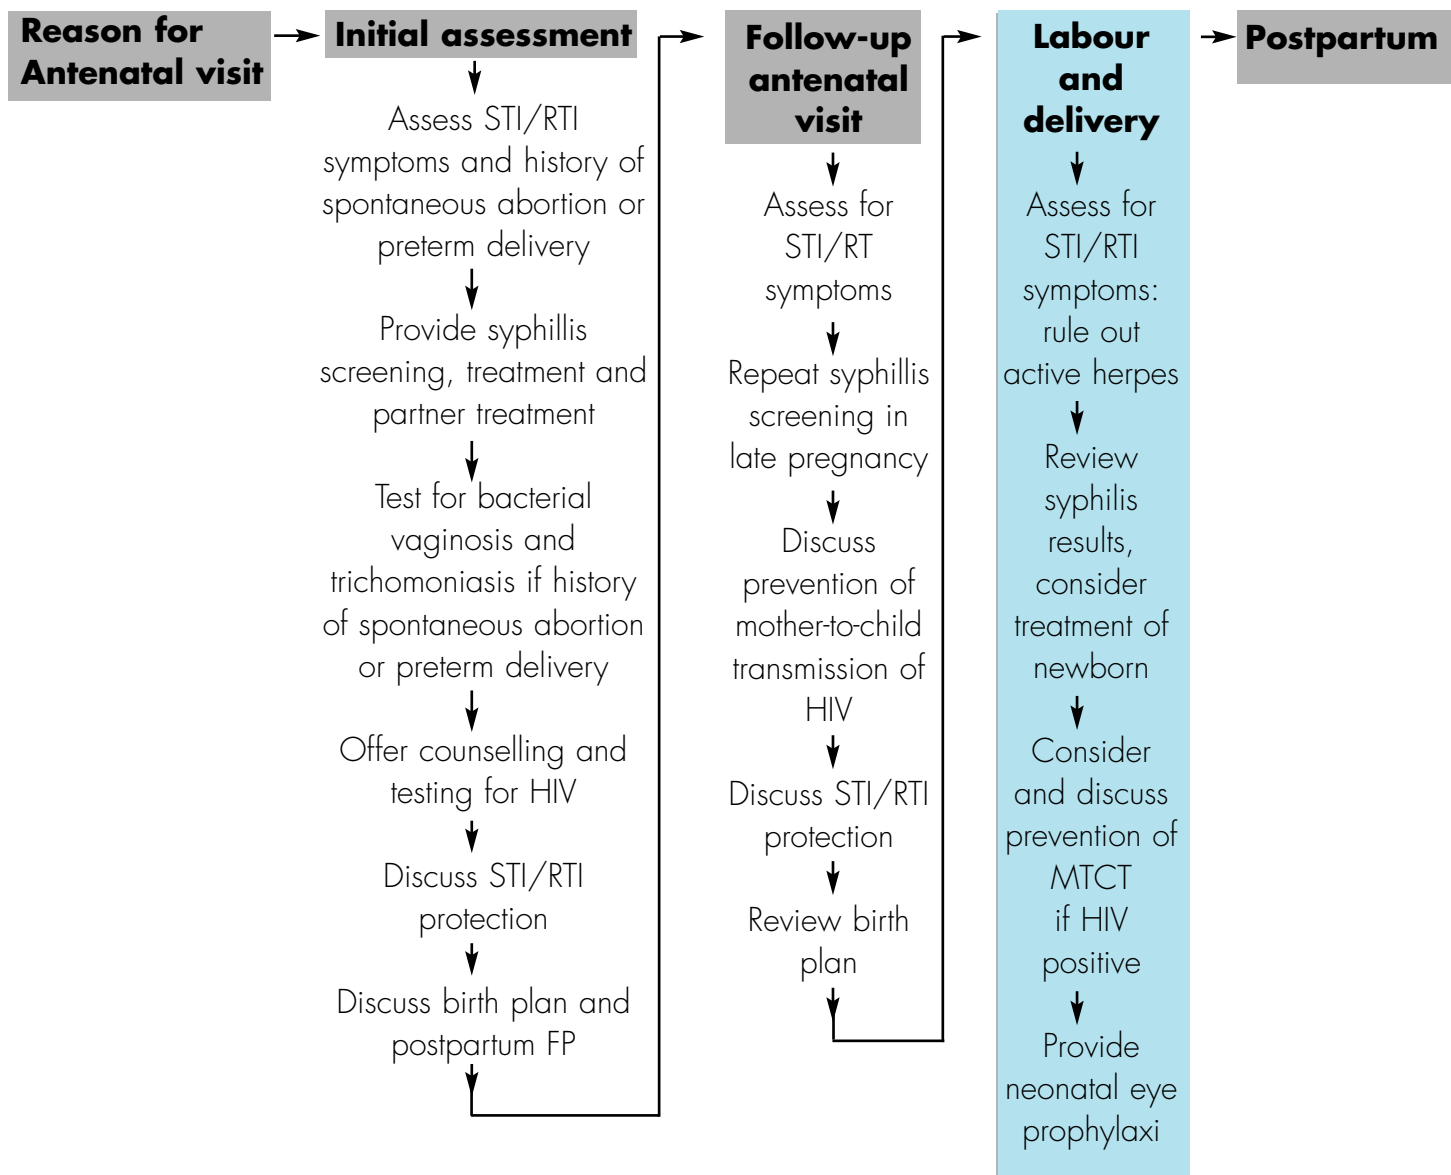 Reason for
Antenatal visit
Initial assessment
Assess STI/RTI
symptoms and history of
spontaneous abortion or
preterm delivery
Provide syphillis
screening, treatment and
partner treatment
Test for bacterial
vaginosis and
trichomoniasis if history
of spontaneous abortion
or preterm delivery
Offer counselling and
testing for HIV
Discuss STI/RTI
protection
Discuss birth plan and
postpartum FP
Follow-up
antenatal
visit
Assess for
STI/RT
symptoms
Repeat syphillis
screening in
late pregnancy
Discuss
prevention of
mother-to-child
transmission of
HIV
Discuss STI/RTI
protection
Review birth
plan
Labour
and
delivery
Assess for
STI/RTI
symptoms:
rule out
active herpes
Review
syphilis
results,
consider
treatment of
newborn
Consider
and discuss
prevention of
MTCT
if HIV
positive
Provide
neonatal eye
prophylaxi
Postpartum